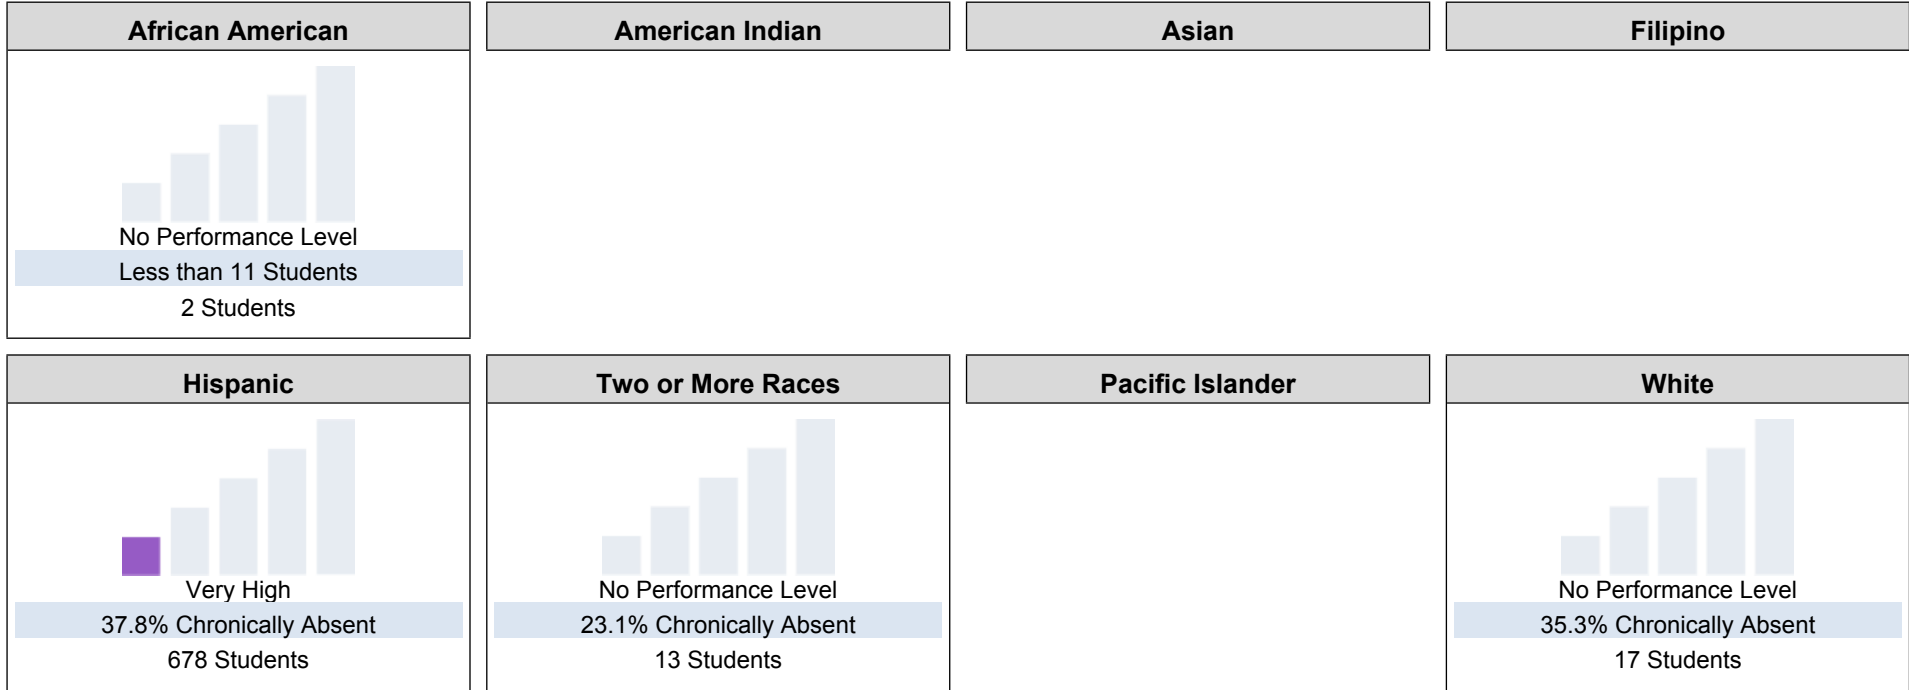 African American
American Indian
Asian
Filipino
No Performance Level
Less than 11 Students
2 Students
Hispanic
Two or More Races
Pacific Islander
White
Very High
37.8% Chronically Absent
678 Students
No Performance Level
23.1% Chronically Absent
13 Students
No Performance Level
35.3% Chronically Absent
17 Students